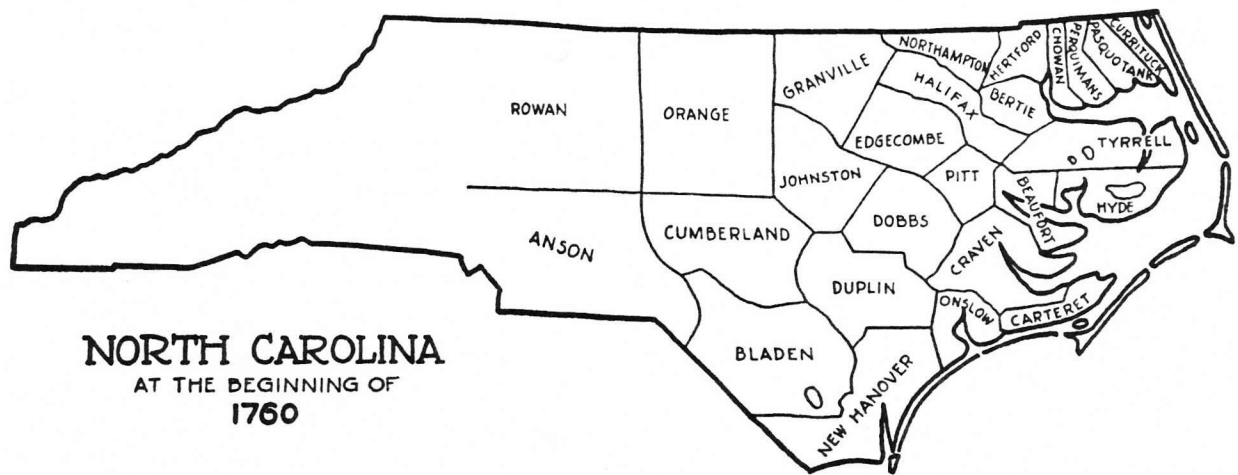 CURRITUCK
PASQUOTANK
PERQUIMANS
CHOWAN
HERTFORD
NORTHAMPTON
GRANVILLE
HALIFAX
BERTIE
ROWAN
ORANGE
EDGECOMBE
TYRRELL
JOHNSTON
PITT
BEAUFORT
HYDE
DOBBS
CUMBERLAND
ANSON
CRAVEN
DUPLIN
ONSLOW
CARTERET
BLADEN
NEW HANOVER
NORTH CAROLINA
AT THE BEGINNING OF
1760